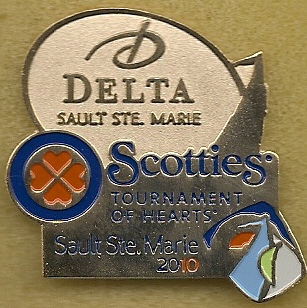 DELTA
SAULT STE. MARIE
Scotties®
TOURNAMENT
OF HEARTS®
Sault Ste. Marie
2010